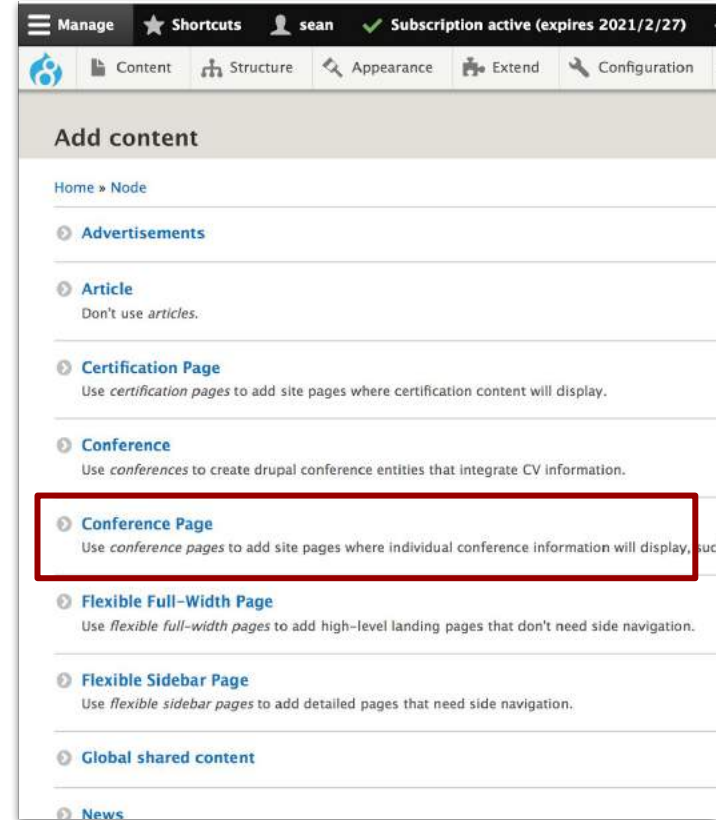 Manage Shortcuts sean Subscription active (expires 2021/2/27)
Content Structure Appearance Extend Configuration
Add content
Home » Node
Advertisements
Article
Don't use articles.
Certification Page
Use certification pages to add site pages where certification content will display.
Conference
Use conferences to create drupal conference entities that integrate CV information.
Conference Page
Use conference pages to add site pages where individual conference information will display, suc
Flexible Full-Width Page
Use flexible full-width pages to add high-level landing pages that don't need side navigation.
Flexible Sidebar Page
Use flexible sidebar pages to add detailed pages that need side navigation.
Global shared content
News